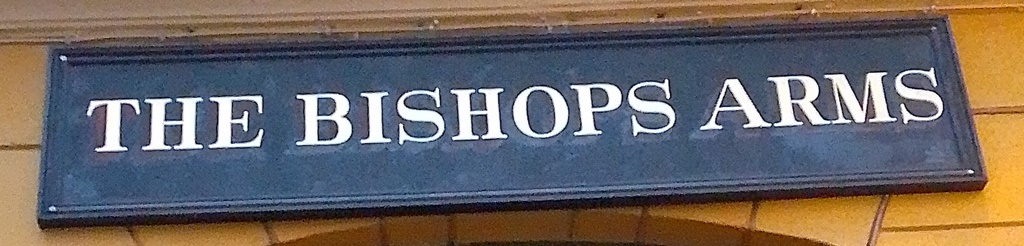 THE BISHOPS ARMS